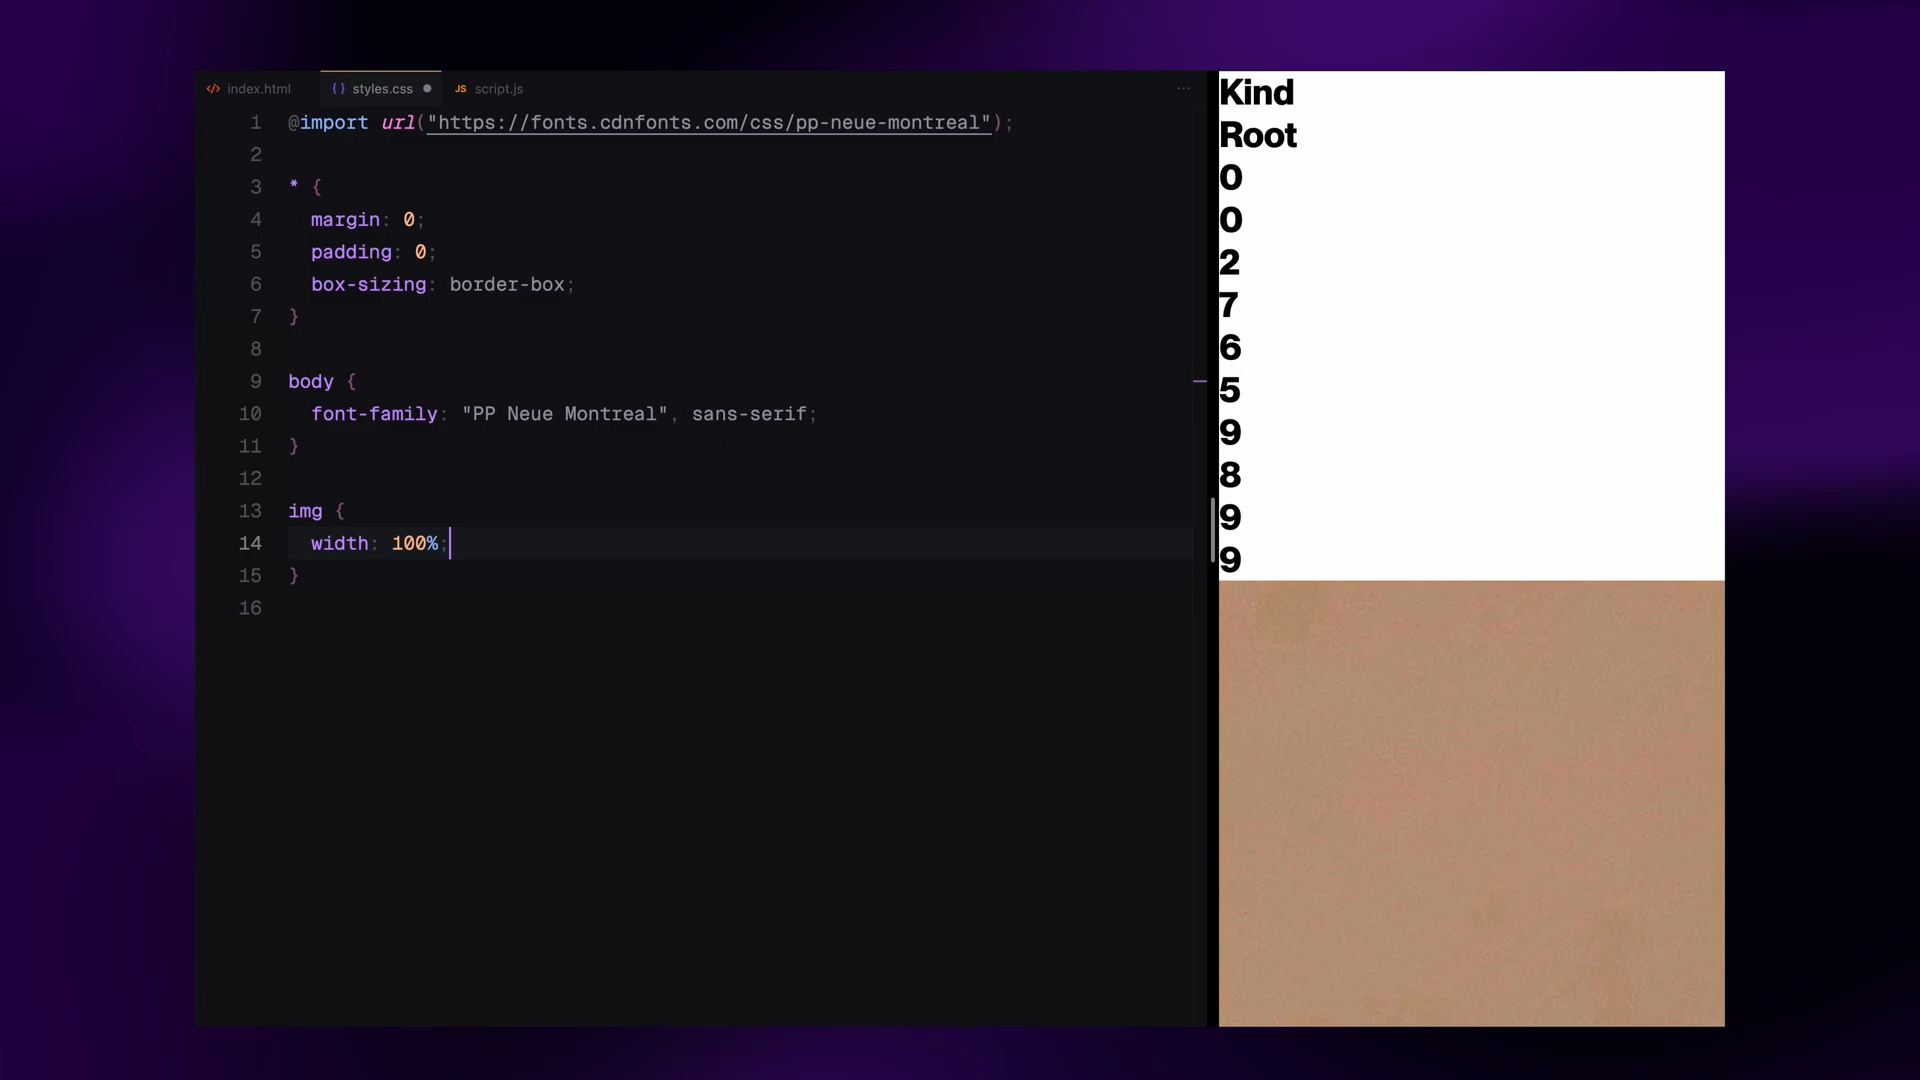 index.html
{} styles.css
JS script.js
...
1 @import url("https://fonts.cdnfonts.com/css/pp-neue-montreal");
2
3 * {
4 margin: 0;
5 padding: 0;
6 box-sizing: border-box;
7 }
8
9 body {
10 font-family: "PP Neue Montreal", sans-serif;
11 }
12
13 img {
14 width: 100%;
15 }
16
Kind
Root
0
0
2
7
6
5
9
8
9
9